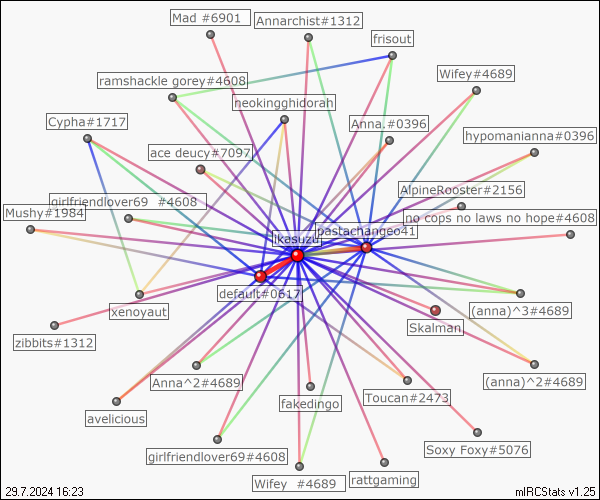 Mad #6901
Annarchist#1312
frisout
Wifey#4689
ramshackle gorey#4608
neokingghidorah
Cypha#1717
Anna.#0396
hypomanianna#0396
ace deucy#7097
AlpineRooster#2156
girlfriendlover69 #4608
Mushy#1984
no cops no laws no hope#4608
pastachangeo41
ikesuzu
default#0617
xenoyaut
(anna)^3#4689
Skalman
zibbits#1312
Anna^2#4689
(anna)^2#4689
Toucan#2473
fakedingo
avelicious
Soxy Foxy#5076
girlfriendlover69#4608
Wifey #4689
rattgaming
29.7.2024 16:23
mIRCStats v1.25